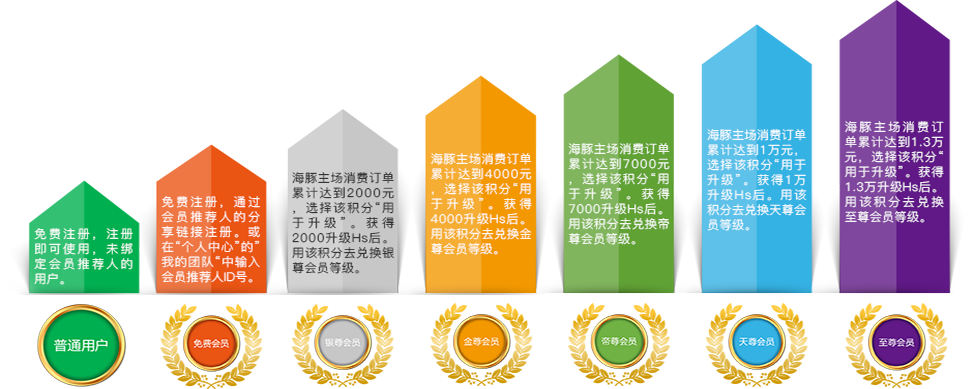 免费注册，注册
即可使用，未绑
定会员推荐人的
用户。
免费注册，通过
会员推荐人的分
享链接注册。或
在“个人中心”的”
我的团队“中输入
会员推荐人ID号。
海豚主场消费订单
累计达到2000元
，选择该积分“用
于升级”。获得
2000升级Hs后。
用该积分去兑换银
尊会员等级。
海豚主场消费订单
累计达到4000元
，选择该积分“用
于升级”。获得
4000升级Hs后。
用该积分去兑换金
尊会员等级。
海豚主场消费订单
累计达到7000元
，选择该积分“用
于升级”。获得
7000升级Hs后。
用该积分去兑换帝
尊会员等级。
海豚主场消费订单
累计达到1万元，
选择该积分“用于
升级”。获得1万
升级Hs后。用该
积分去兑换天尊会
员等级。
海豚主场消费订
单累计达到1.3万
元，选择该积分“
用于升级”。获得
1.3万升级Hs后。
用该积分去兑换
至尊会员等级。
普通用户
免费会员
银尊会员
金尊会员
帝尊会员
天尊会员
至尊会员